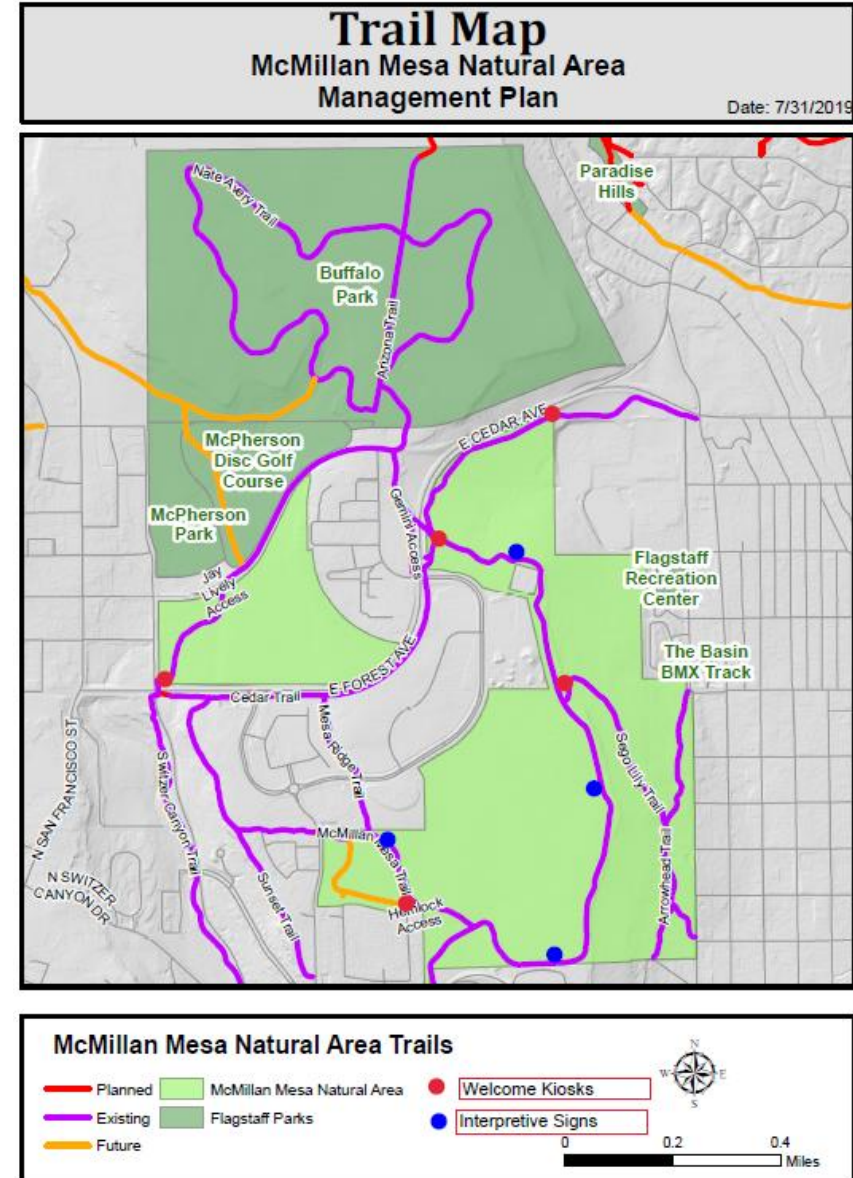 Trail Map
McMillan Mesa Natural Area
Management Plan
Date: 7/31/2019
Paradise
Hills
Nate Avery Trail
Buffalo
Park
Arizona Trail
E CEDAR AVE
McPherson
Disc Golf
Course
McPherson
Park
Gemini Access
Jay
Lively
Access
Flagstaff
Recreation
Center
The Basin
BMX Track
E FOREST AVE
Cedar Trail
Mesa Ridge Trail
Switzer Canyon Trail
Sego Lily Trail
N SAN FRANCISCO ST
McMillan Mesa Trail
N SWITZER
CANYON DR
Sunset Trail
Hemlock
Access
Arrowhead Trail
McMillan Mesa Natural Area Trails
Planned
McMillan Mesa Natural Area
Welcome Kiosks
Existing
Flagstaff Parks
Interpretive Signs
Future
N
W
E
S
0 0.2 0.4
Miles